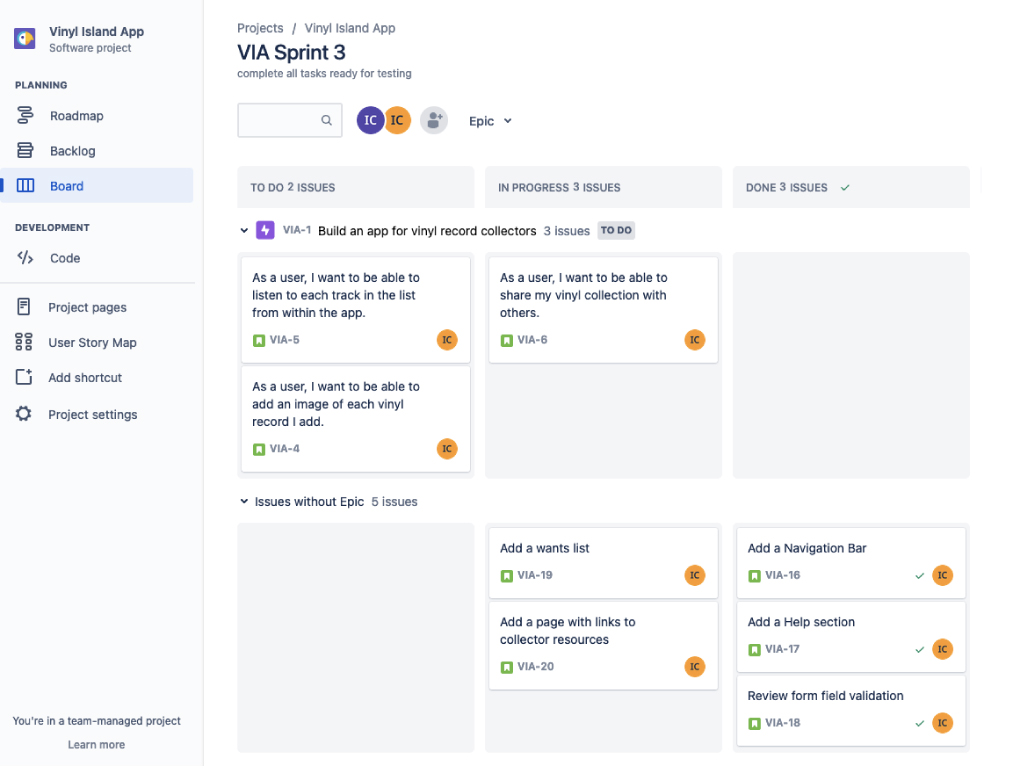 Vinyl Island App
Software project
PLANNING
Roadmap
Backlog
Board
DEVELOPMENT
Code
Project pages
User Story Map
Add shortcut
Project settings
You're in a team-managed project
Learn more
Projects / Vinyl Island App
VIA Sprint 3
complete all tasks ready for testing
IC IC Epic
TO DO 2 ISSUES
IN PROGRESS 3 ISSUES
DONE 3 ISSUES
VIA-1 Build an app for vinyl record collectors 3 issues TO DO
As a user, I want to be able to
listen to each track in the list
from within the app.
VIA-5 IC
As a user, I want to be able to
add an image of each vinyl
record I add.
VIA-4 IC
As a user, I want to be able to
share my vinyl collection with
others.
VIA-6 IC
Issues without Epic 5 issues
Add a wants list
VIA-19 IC
Add a page with links to
collector resources
VIA-20 IC
Add a Navigation Bar
VIA-16 IC
Add a Help section
VIA-17 IC
Review form field validation
VIA-18 IC